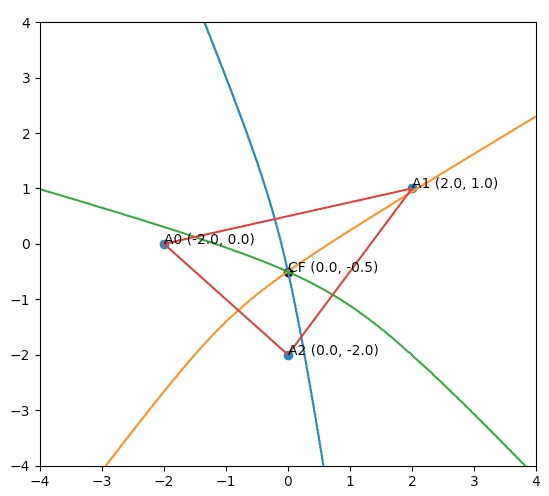 4
3
2
1
A1 (2.0, 1.0)
0
A0 (-2.0, 0.0)
CF (0.0, -0.5)
−1
A2 (0.0, -2.0)
−2
−3
−4
−4 −3 −2 −1 0 1 2 3 4